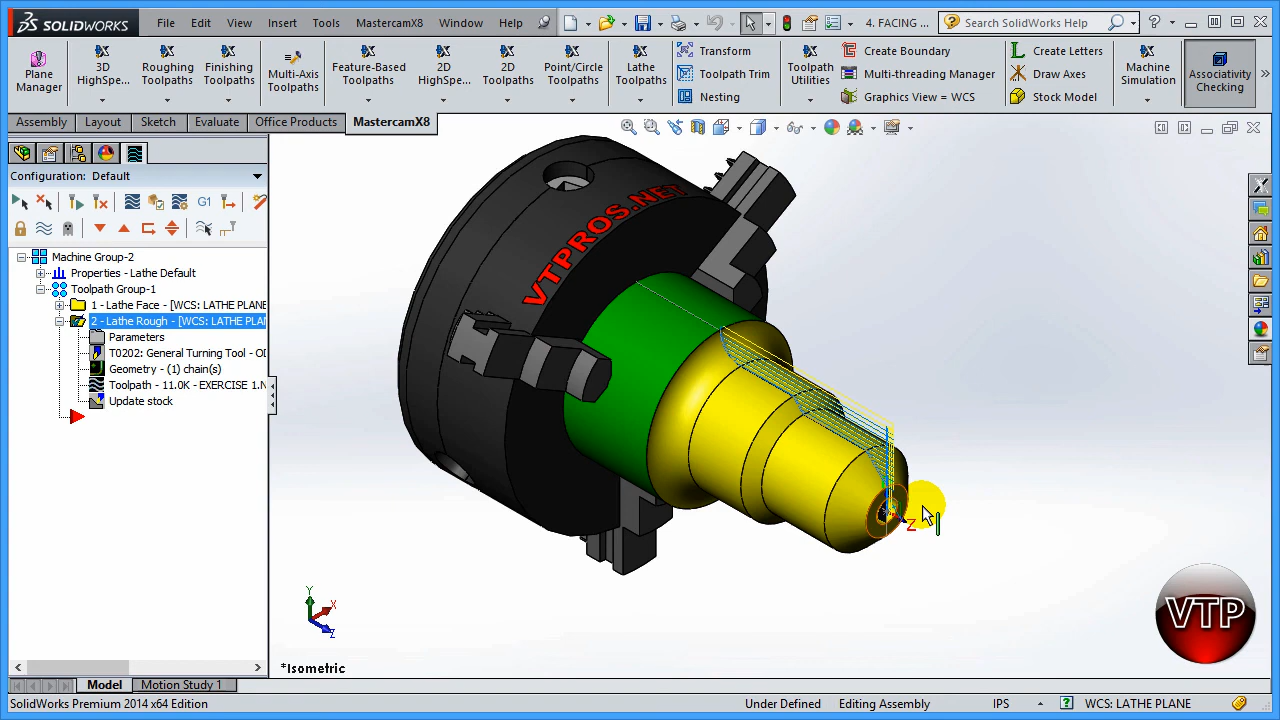 SOLIDWORKS File Edit View Insert Tools MastercamX8 Window Help 4. FACING ... Search SolidWorks Help
Plane Manager
3D HighSpe...
Roughing Toolpaths
Finishing Toolpaths
Multi-Axis Toolpaths
Feature-Based Toolpaths
2D HighSpe...
2D Toolpaths
Point/Circle Toolpaths
Lathe Toolpaths
Transform
Toolpath Trim
Nesting
Toolpath Utilities
Create Boundary
Multi-threading Manager
Graphics View = WCS
Create Letters
Draw Axes
Stock Model
Machine Simulation
Associativity Checking
Assembly Layout Sketch Evaluate Office Products MastercamX8
Configuration: Default
G1
Machine Group-2
Properties - Lathe Default
Toolpath Group-1
1 - Lathe Face - [WCS: LATHE PLANE
2 - Lathe Rough - [WCS: LATHE PLAN
Parameters
T0202: General Turning Tool - OD
Geometry - (1) chain(s)
Toolpath - 11.0K - EXERCISE 1.N
Update stock
VTPROS.NET
Z
Y
X
Z
*Isometric
VTP
Model Motion Study 1
SolidWorks Premium 2014 x64 Edition Under Defined Editing Assembly IPS WCS: LATHE PLANE